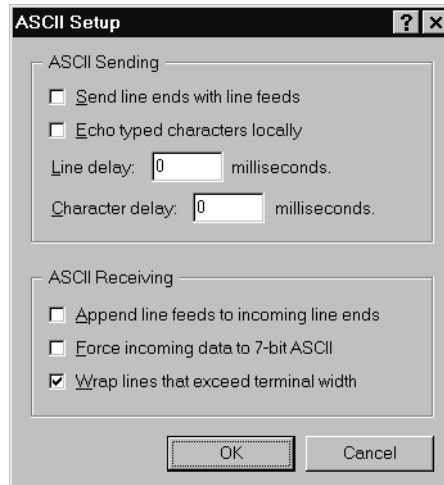 ASCII Setup
ASCII Sending
Send line ends with line feeds
Echo typed characters locally
Line delay: 0 milliseconds.
Character delay: 0 milliseconds.
ASCII Receiving
Append line feeds to incoming line ends
Force incoming data to 7-bit ASCII
Wrap lines that exceed terminal width
OK Cancel